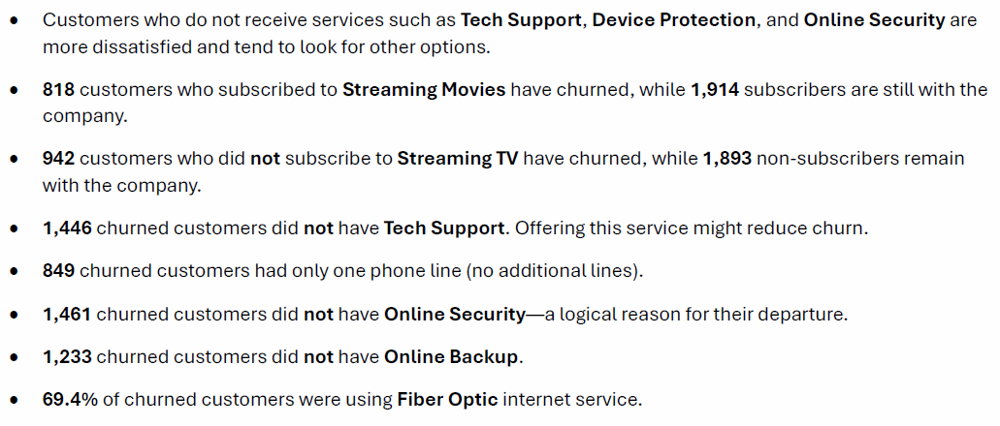 • Customers who do not receive services such as Tech Support, Device Protection, and Online Security are
more dissatisfied and tend to look for other options.
• 818 customers who subscribed to Streaming Movies have churned, while 1,914 subscribers are still with the
company.
• 942 customers who did not subscribe to Streaming TV have churned, while 1,893 non-subscribers remain
with the company.
• 1,446 churned customers did not have Tech Support. Offering this service might reduce churn.
• 849 churned customers had only one phone line (no additional lines).
• 1,461 churned customers did not have Online Security—a logical reason for their departure.
• 1,233 churned customers did not have Online Backup.
• 69.4% of churned customers were using Fiber Optic internet service.